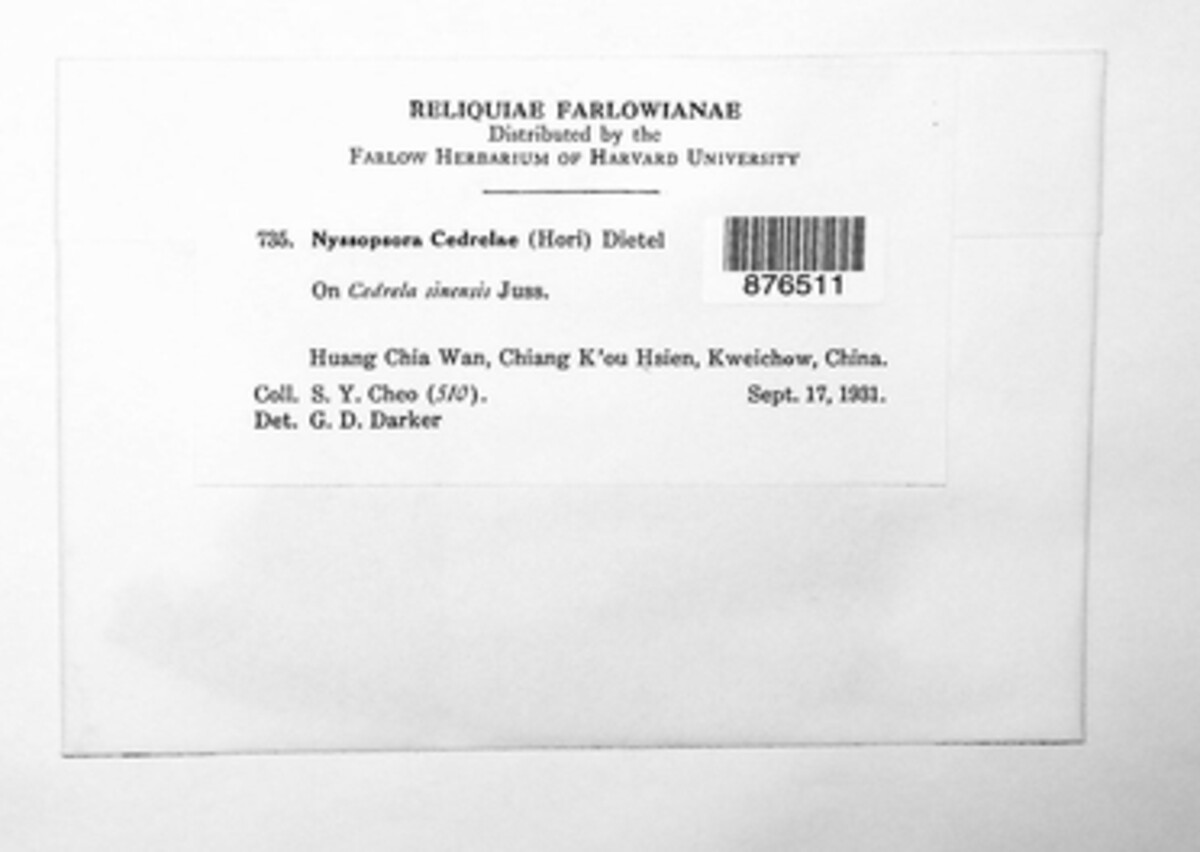 RELIQUIAE FARLOWIANAE
Distributed by the
FARLOW HERBARIUM OF HARVARD UNIVERSITY
735. Nyssopsora Cedrelae (Hori) Dietel
876511
On Cedrela sinensis Juss.
Huang Chia Wan, Chiang K'ou Hsien, Kweichow, China.
Coll. S. Y. Cheo (510). Sept. 17, 1931.
Det. G. D. Darker